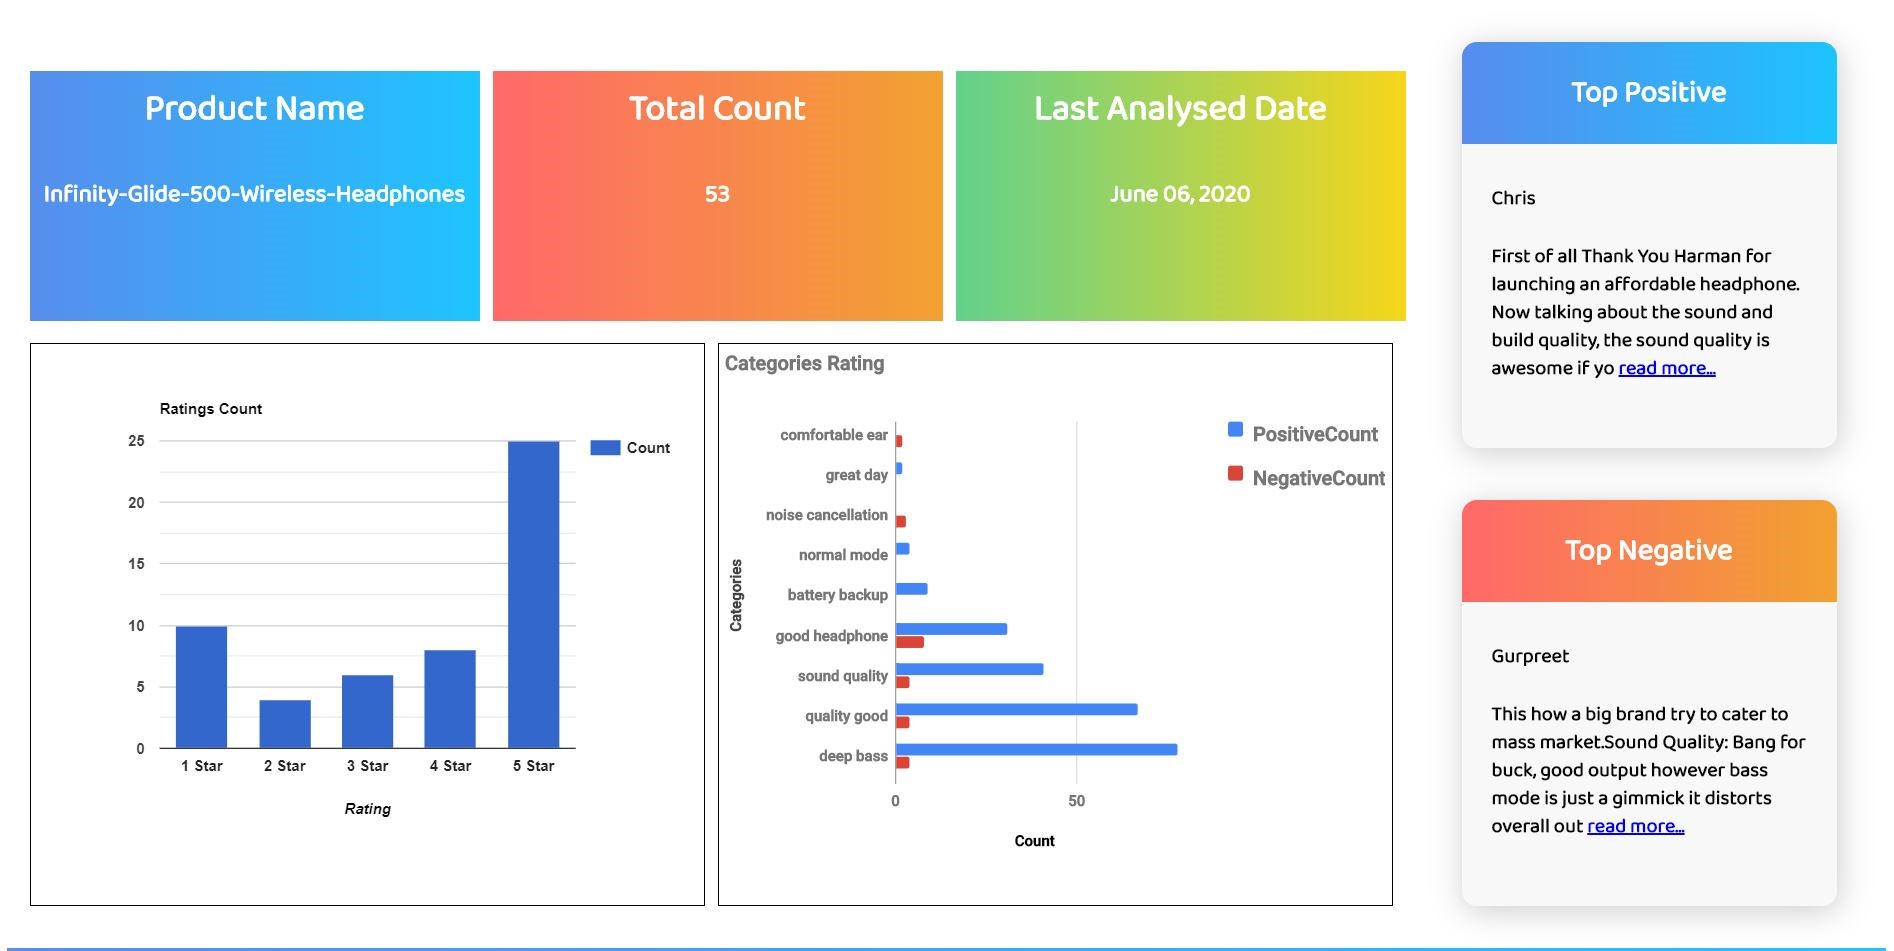 Product Name
Infinity-Glide-500-Wireless-Headphones
Total Count
53
Last Analysed Date
June 06, 2020
Ratings Count
25
20
15
10
5
0
Count
1 Star
2 Star
3 Star
4 Star
5 Star
Rating
Categories Rating
Categories
comfortable ear
great day
noise cancellation
normal mode
battery backup
good headphone
sound quality
quality good
deep bass
0
50
Count
PositiveCount
NegativeCount
Top Positive
Chris
First of all Thank You Harman for
launching an affordable headphone.
Now talking about the sound and
build quality, the sound quality is
awesome if yo read more...
Top Negative
Gurpreet
This how a big brand try to cater to
mass market.Sound Quality: Bang for
buck, good output however bass
mode is just a gimmick it distorts
overall out read more...